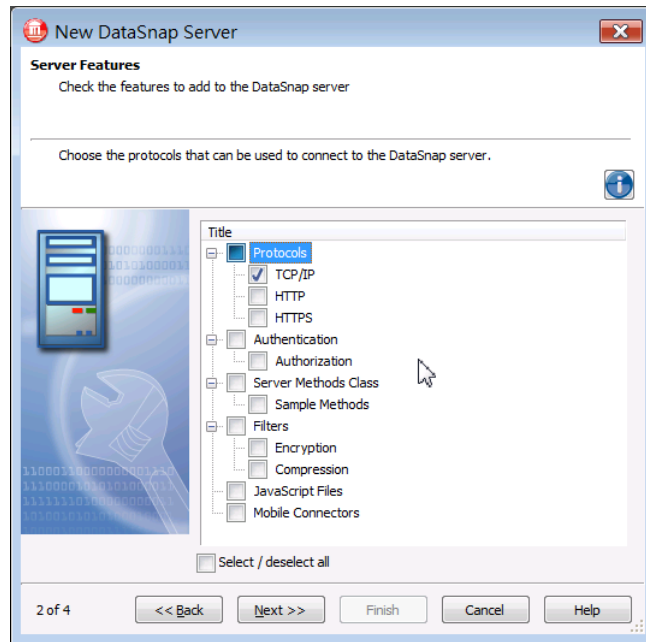 New DataSnap Server
Server Features
Check the features to add to the DataSnap server
Choose the protocols that can be used to connect to the DataSnap server.
Title
Protocols
TCP/IP
HTTP
HTTPS
Authentication
Authorization
Server Methods Class
Sample Methods
Filters
Encryption
Compression
JavaScript Files
Mobile Connectors
Select / deselect all
2 of 4
<< Back
Next >>
Finish
Cancel
Help